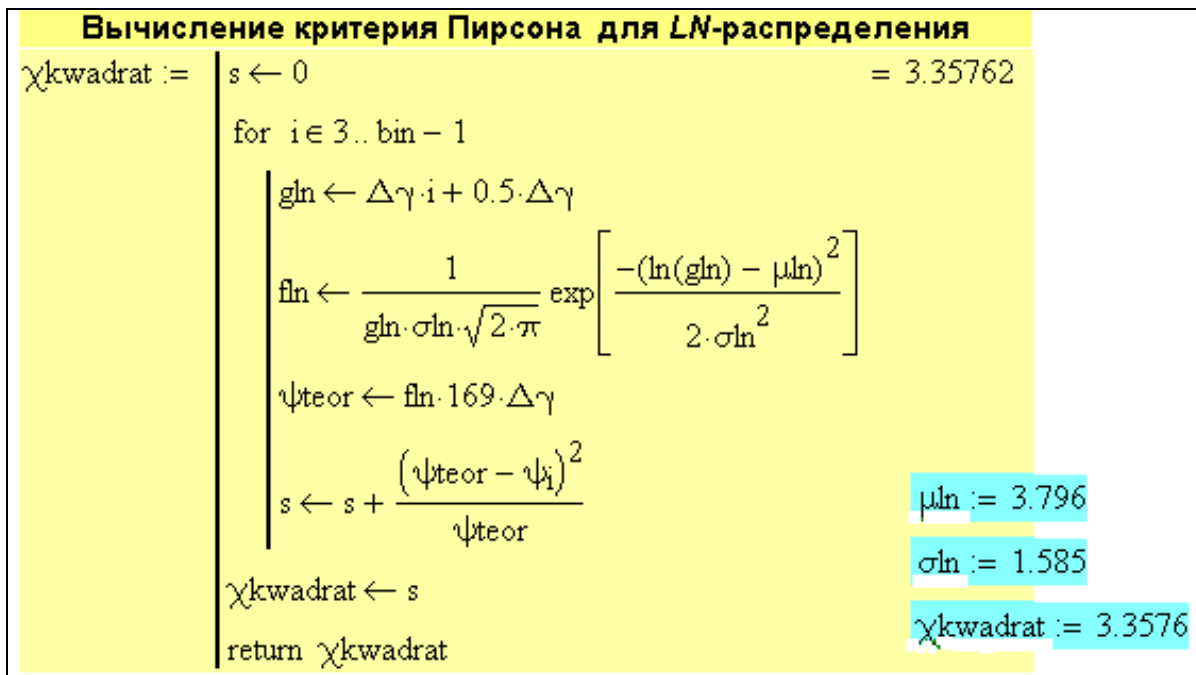 Вычисление критерия Пирсона для LN-распределения
χkwadrat := s ← 0 = 3.35762
for i ∈ 3 .. bin − 1
gln ← Δγ·i + 0.5·Δγ
fln ← 1 / (gln·σln·√(2·π)) exp[ −(ln(gln) − μln)² / (2·σln²) ]
ψteor ← fln·169·Δγ
s ← s + (ψteor − ψi)² / ψteor
μln := 3.796
σln := 1.585
χkwadrat ← s
χkwadrat := 3.3576
return χkwadrat